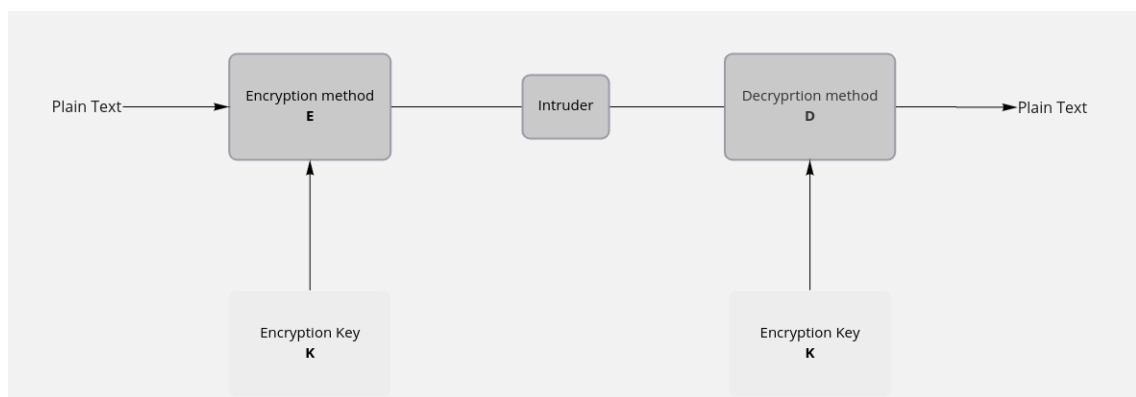 Plain Text
Encryption method
E
Intruder
Decryprtion method
D
Plain Text
Encryption Key
K
Encryption Key
K